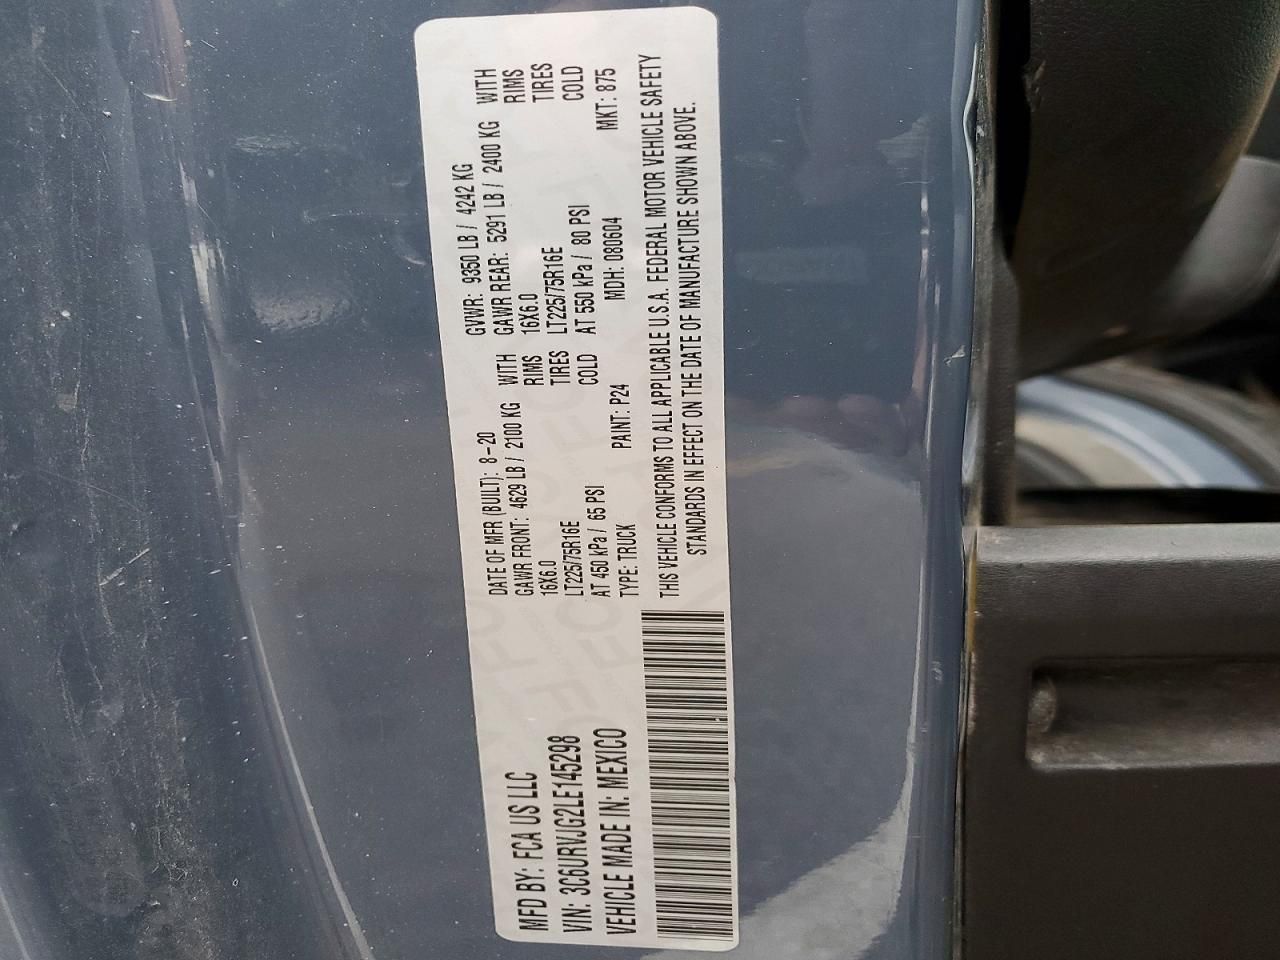 MFD BY: FCA US LLC
VIN: 3C6URVJG2LE145298
VEHICLE MADE IN: MEXICO
DATE OF MFR (BUILT): 8-20 GVWR: 9350 LB / 4242 KG
GAWR FRONT: 4629 LB / 2100 KG WITH GAWR REAR: 5291 LB / 2400 KG WITH
16X6.0 RIMS 16X6.0 RIMS
LT225/75R16E TIRES LT225/75R16E TIRES
AT 450 kPa / 65 PSI COLD AT 550 kPa / 80 PSI COLD
TYPE: TRUCK PAINT: P24 MDH: 080604 MKT: 875
THIS VEHICLE CONFORMS TO ALL APPLICABLE U.S.A. FEDERAL MOTOR VEHICLE SAFETY
STANDARDS IN EFFECT ON THE DATE OF MANUFACTURE SHOWN ABOVE.